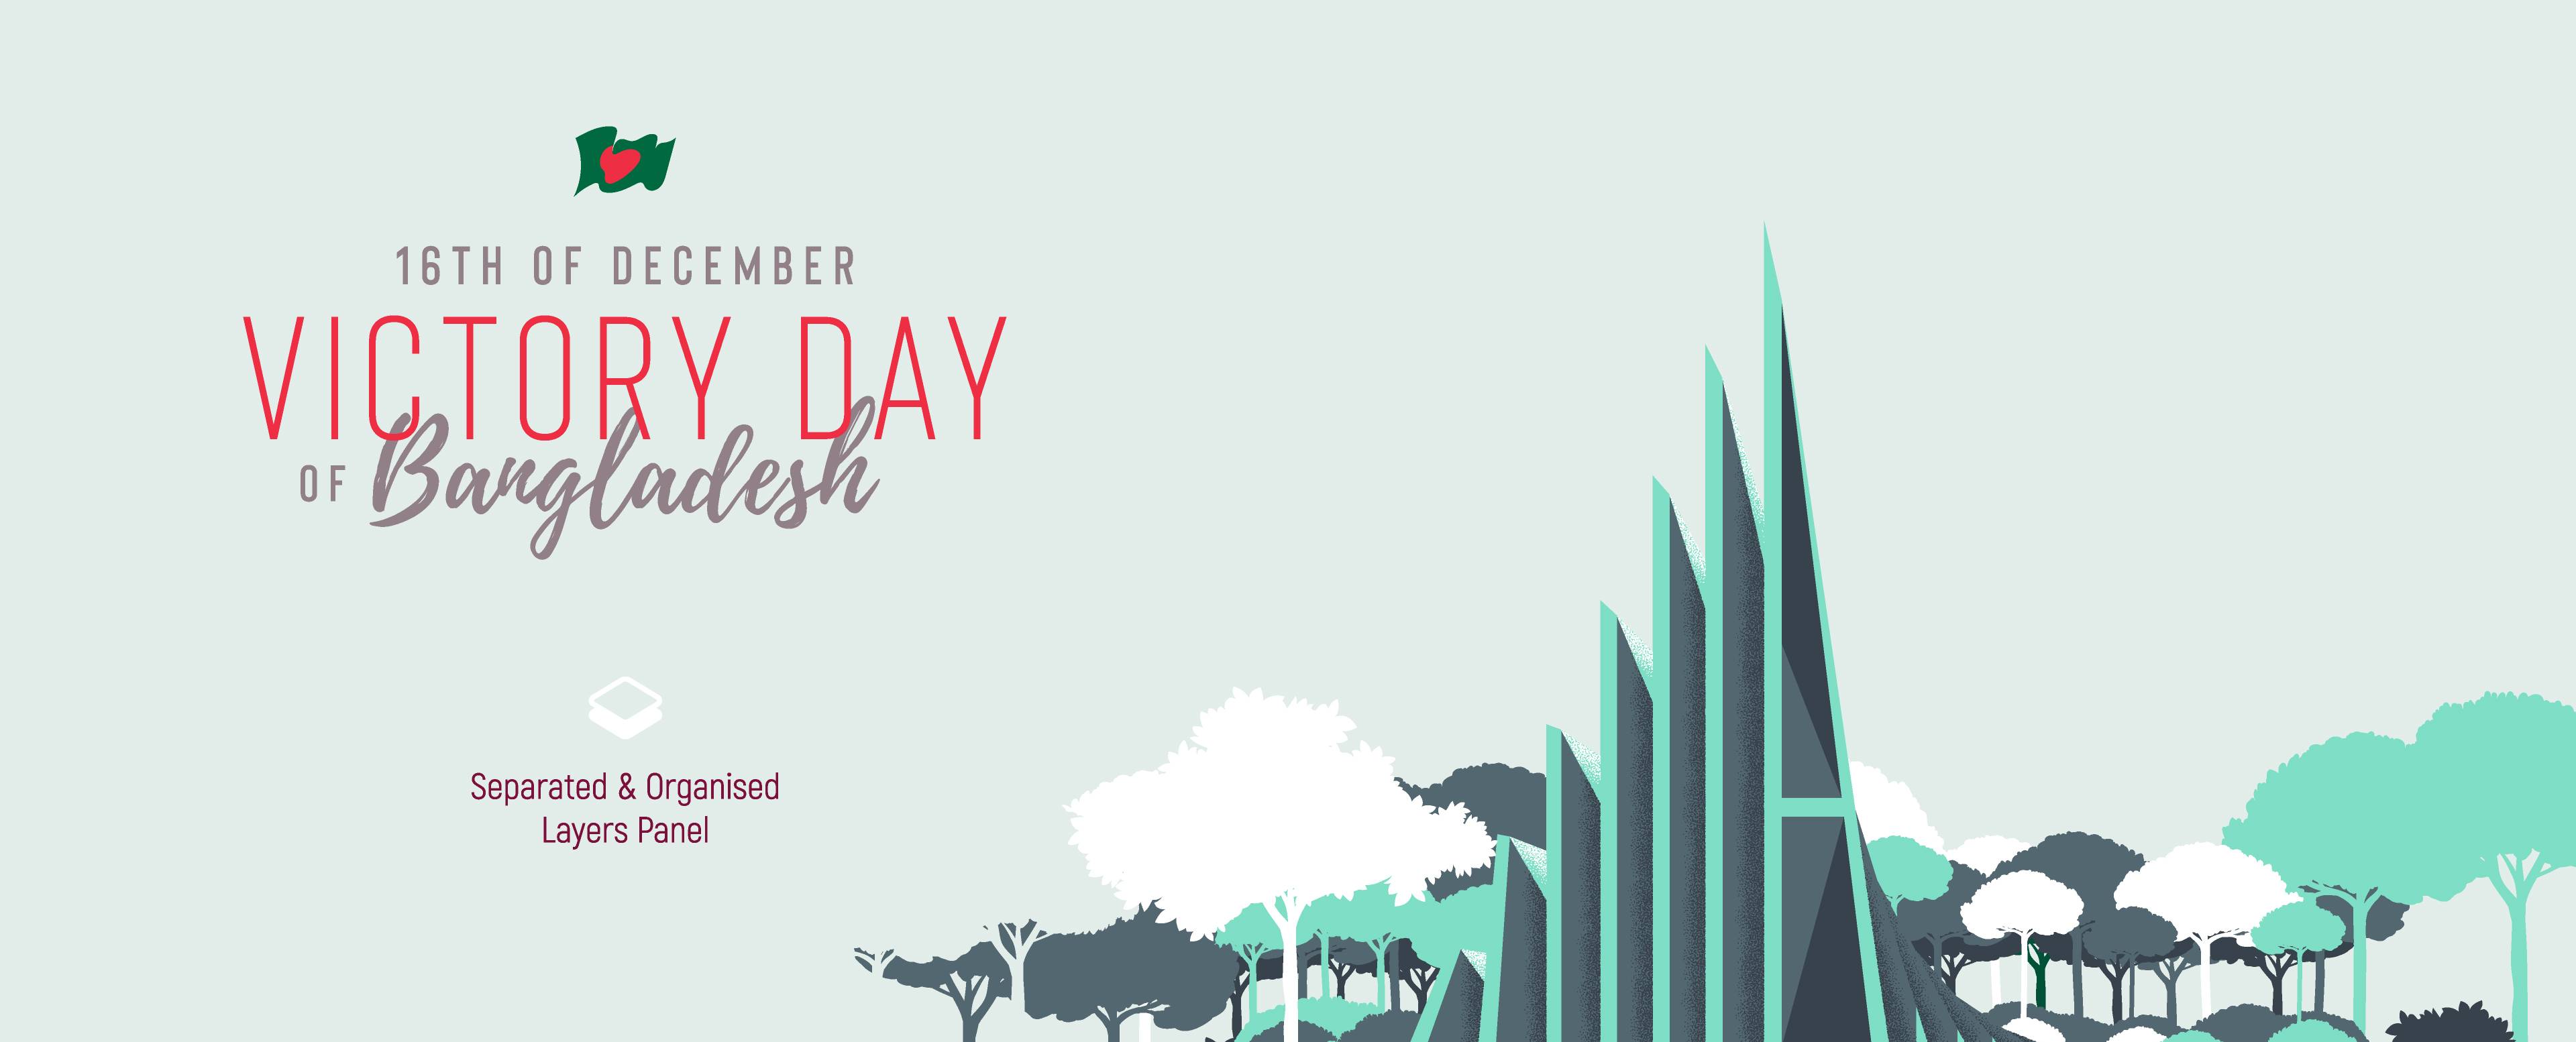 16TH OF DECEMBER
VICTORY DAY
OF Bangladesh
Separated & Organised
Layers Panel